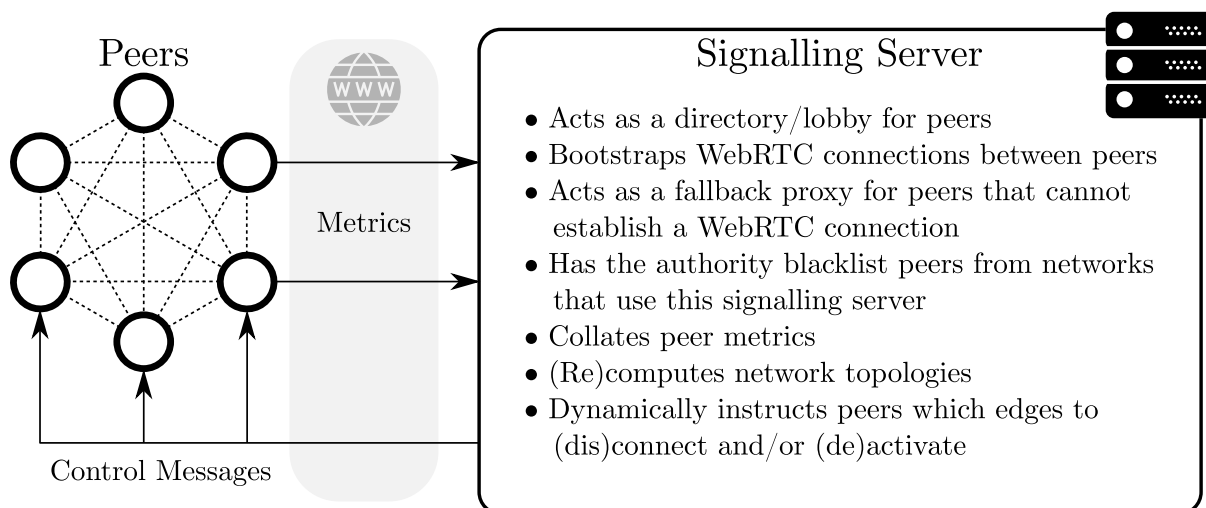 Peers
WWW
Metrics
Control Messages
Signalling Server
• Acts as a directory/lobby for peers
• Bootstraps WebRTC connections between peers
• Acts as a fallback proxy for peers that cannot
establish a WebRTC connection
• Has the authority blacklist peers from networks
that use this signalling server
• Collates peer metrics
• (Re)computes network topologies
• Dynamically instructs peers which edges to
(dis)connect and/or (de)activate